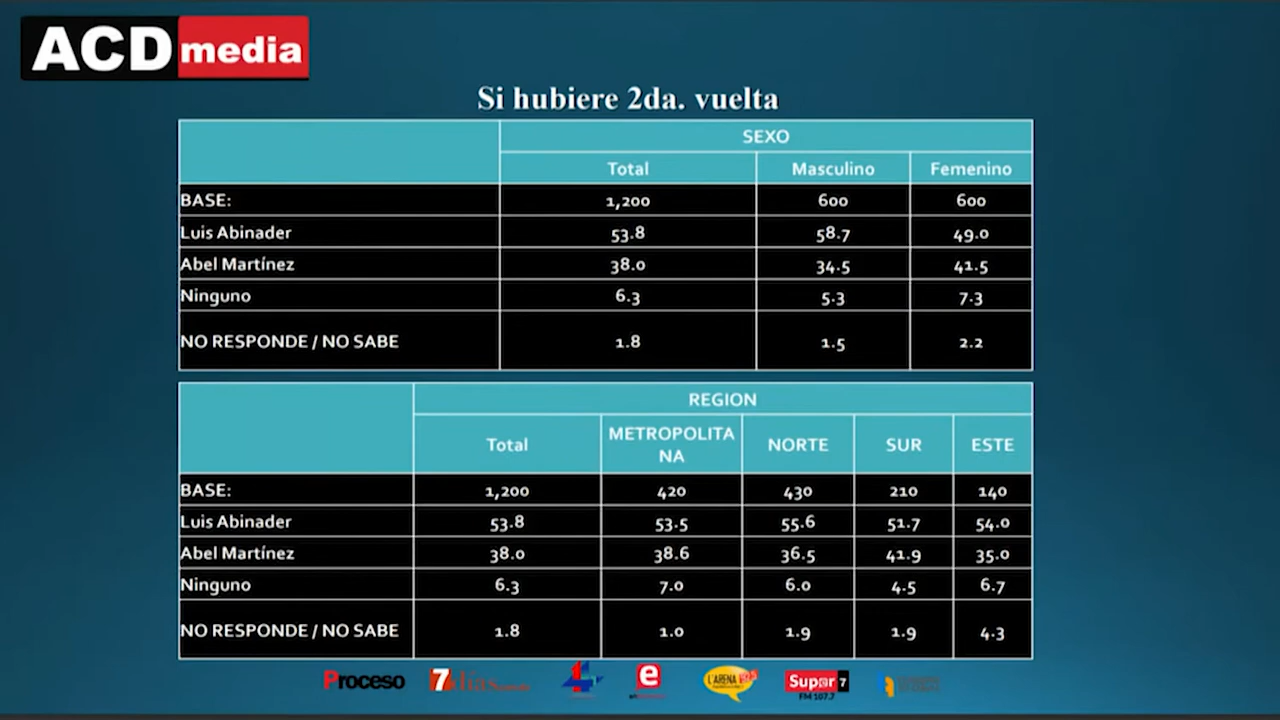 ACD media
Si hubiere 2da. vuelta
SEXO
Total Masculino Femenino
BASE: 1,200 600 600
Luis Abinader 53.8 58.7 49.0
Abel Martínez 38.0 34.5 41.5
Ninguno 6.3 5.3 7.3
NO RESPONDE / NO SABE 1.8 1.5 2.2
REGION
Total METROPOLITA NORTE SUR ESTE
NA
BASE: 1,200 420 430 210 140
Luis Abinader 53.8 53.5 55.6 51.7 54.0
Abel Martínez 38.0 38.6 36.5 41.9 35.0
Ninguno 6.3 7.0 6.0 4.5 6.7
NO RESPONDE / NO SABE 1.8 1.0 1.9 1.9 4.3
Proceso 7días e L'ARENA Super 7
FM 107.7